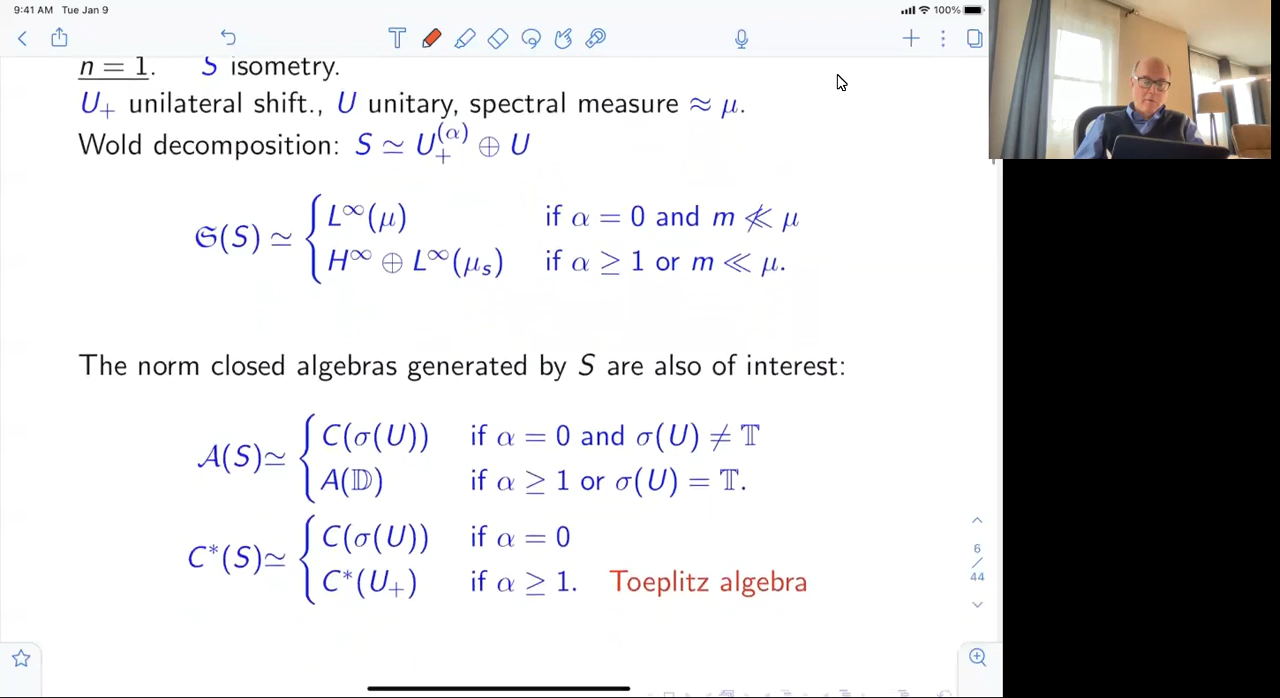 9:41 AM Tue Jan 9
100%
n = 1. S isometry.
U₊ unilateral shift., U unitary, spectral measure ≈ μ.
Wold decomposition: S ≃ U₊^(α) ⊕ U
𝔖(S) ≃ { L^∞(μ) if α = 0 and m ≪̸ μ
H^∞ ⊕ L^∞(μₛ) if α ≥ 1 or m ≪ μ.
The norm closed algebras generated by S are also of interest:
𝒜(S)≃ { C(σ(U)) if α = 0 and σ(U) ≠ 𝕋
A(𝔻) if α ≥ 1 or σ(U) = 𝕋.
C*(S)≃ { C(σ(U)) if α = 0
C*(U₊) if α ≥ 1. Toeplitz algebra
6
/
44